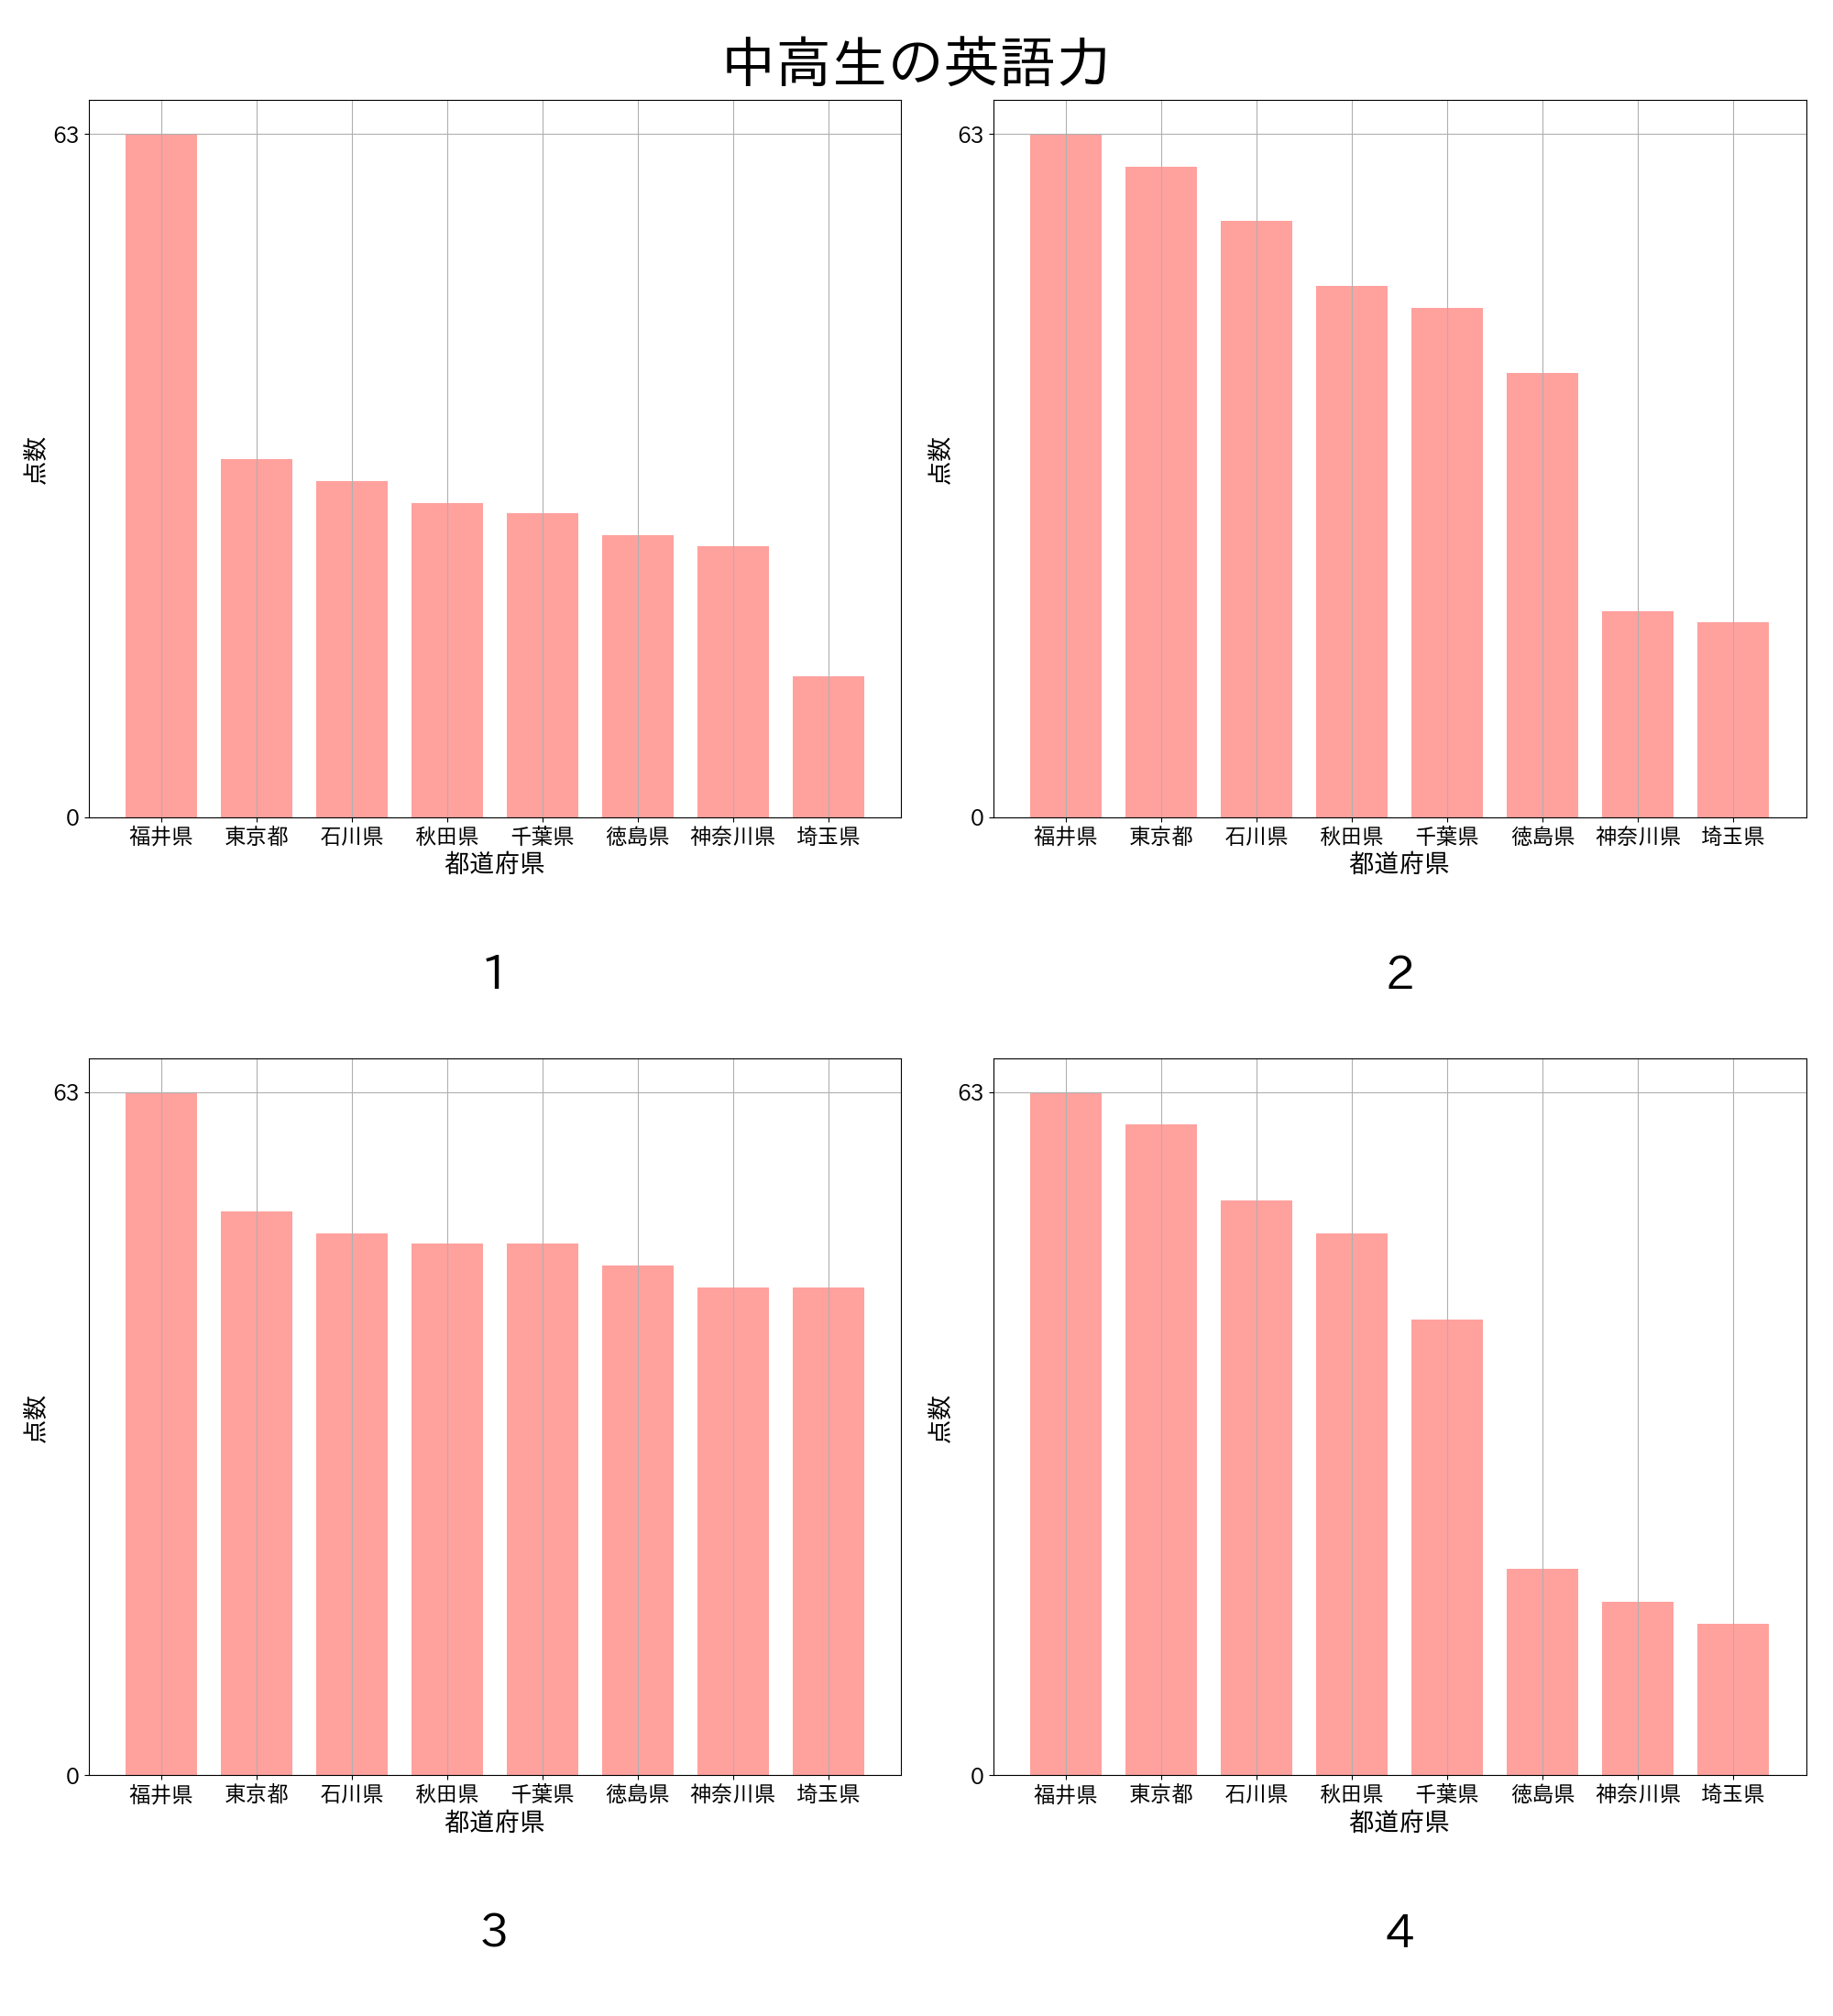 中高生の英語力
63
点数
0
福井県 東京都 石川県 秋田県 千葉県 徳島県 神奈川県 埼玉県
都道府県
1
63
点数
0
福井県 東京都 石川県 秋田県 千葉県 徳島県 神奈川県 埼玉県
都道府県
2
63
点数
0
福井県 東京都 石川県 秋田県 千葉県 徳島県 神奈川県 埼玉県
都道府県
3
63
点数
0
福井県 東京都 石川県 秋田県 千葉県 徳島県 神奈川県 埼玉県
都道府県
4